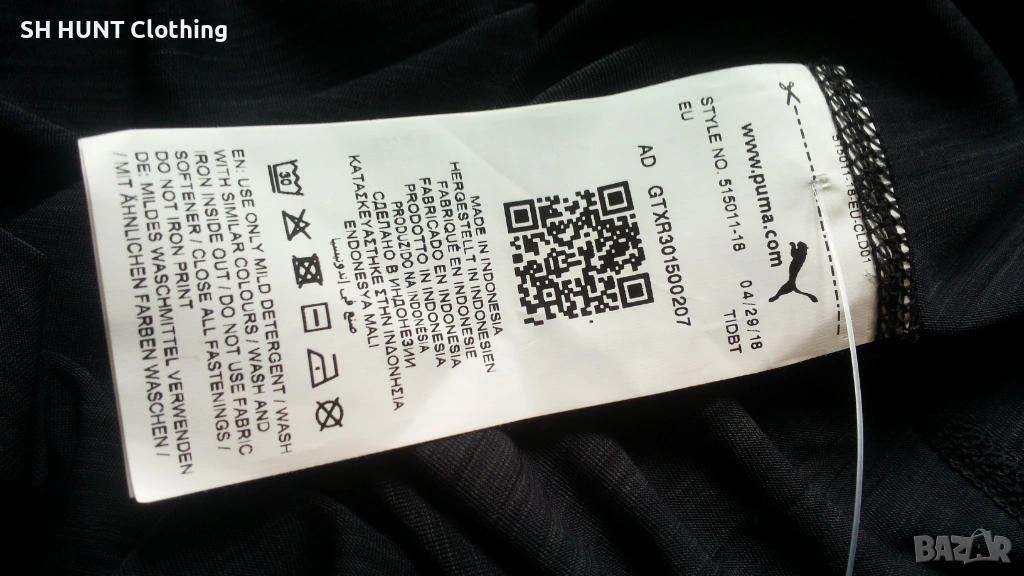 SH HUNT Clothing
www.puma.com
STYLE NO. 515011-18 04/29/18
EU TIDBT
AD GTXR301500207
MADE IN INDONESIA
HERGESTELLT IN INDONESIEN
FABRIQUÉ EN INDONESIE
FABRICADO EN INDONESIA
PRODOTTO IN INDONESIA
PRODUZIDO NA INDONESIA
СДЕЛАНО В ИНДОНЕЗИИ
ΚΑΤΑΣΚΕΥΑΣΤΗΚΕ ΣΤΗΝ ΙΝΔΟΝΗΣΙΑ
ENDONESYA MALI
صنع في إندونيسيا
30
EN: USE ONLY MILD DETERGENT / WASH
WITH SIMILAR COLOURS / WASH AND
IRON INSIDE OUT / DO NOT USE FABRIC
SOFTENER / CLOSE ALL FASTENINGS /
DO NOT IRON PRINT
DE: MILDES WASCHMITTEL VERWENDEN
/ MIT ÄHNLICHEN FARBEN WASCHEN /
BAZAR